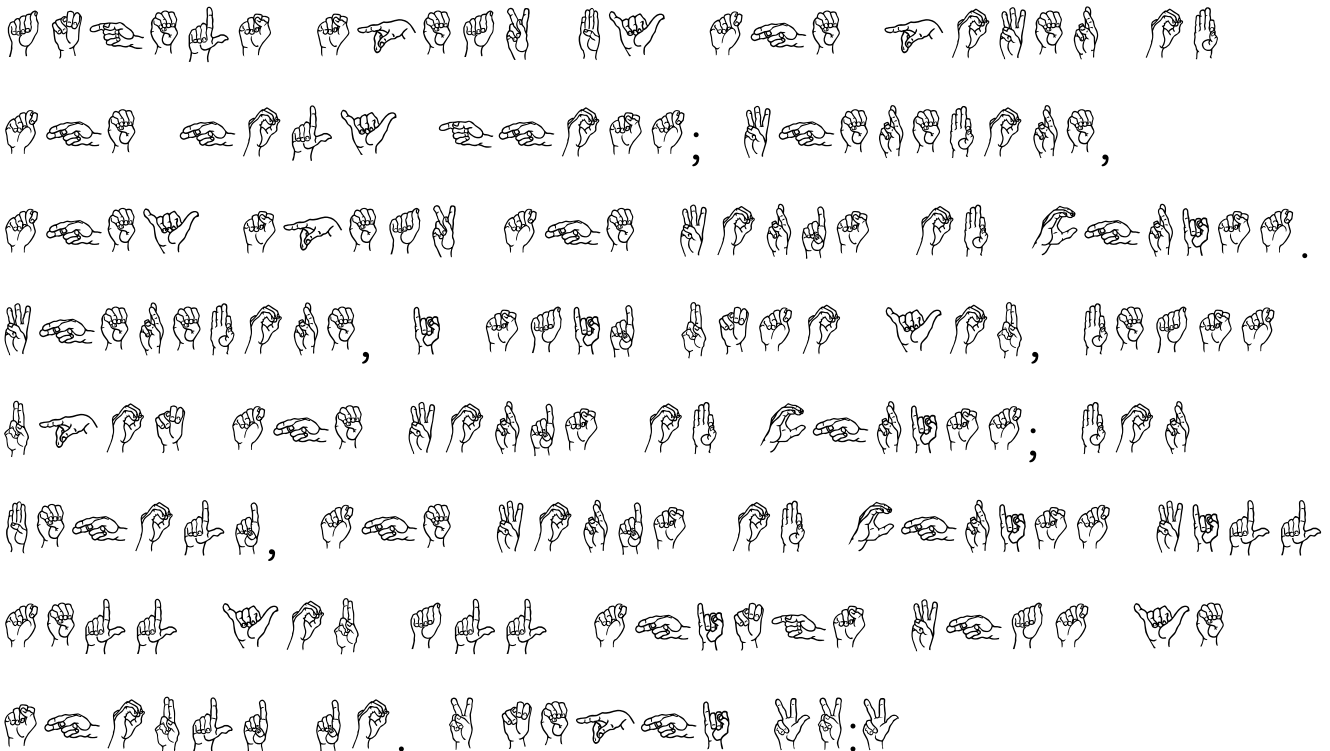 ANGELS SPEAK BY THE POWER OF
THE HOLY GHOST; WHEREFORE,
THEY SPEAK THE WORDS OF CHRIST.
WHEREFORE, I SAID UNTO YOU, FEAST
UPON THE WORDS OF CHRIST; FOR
BEHOLD, THE WORDS OF CHRIST WILL
TELL YOU ALL THINGS WHAT YE
SHOULD DO. 2 NEPHI 32:3